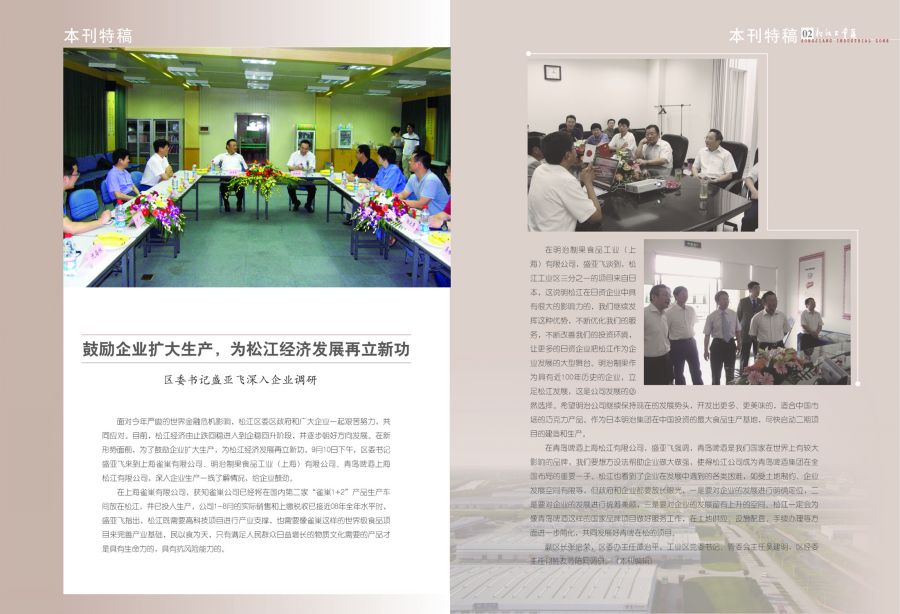 本刊特稿
鼓励企业扩大生产，为松江经济发展再立新功
区委书记盛亚飞深入企业调研
面对今年严峻的世界金融危机影响，松江区委区政府和广大企业一起艰苦努力，共
同应对，目前，松江经济由止跌回稳进入到企稳回升阶段，并逐步朝好方向发展。在新
形势面前，为了鼓励企业扩大生产，为松江经济发展再立新功，9月10日下午，区委书记
盛亚飞来到上海雀巢有限公司、明治制果食品工业（上海）有限公司、青岛啤酒上海
松江有限公司，深入企业生产一线了解情况，给企业鼓劲。
在上海雀巢有限公司，获知雀巢公司已经将在国内第二家“雀巢1+2”产品生产车
间放在松江，并已投入生产，公司1-8月的实际销售和上缴税收已接近08年全年水平时，
盛亚飞指出，松江既需要高科技项目进行产业支撑，也需要像雀巢这样的世界级食品项
目来完善产业基础，民以食为天，只有满足人民群众日益增长的物质文化需要的产品才
是具有生命力的，具有抗风险能力的。
本刊特稿
02
SONGJIANG INDUSTRIAL ZONE
在明治制果食品工业（上
海）有限公司，盛亚飞谈到，松
江工业区三分之一的项目来自日
本，这说明松江在日资企业中具
有很大的影响力的，我们继续发
挥这种优势，不断优化我们的服
务，不断改善我们的投资环境，
让更多的日资企业把松江作为企
业发展的大型舞台。明治制果作
为具有近100年历史的企业，立
足松江发展，这是公司发展的必
然选择。希望明治公司继续保持现在的发展势头，开发出更多、更美味的，适合中国市
场的巧克力产品。作为日本明治集团在中国投资的最大食品生产基地，尽快启动二期项
目的建造和生产。
在青岛啤酒上海松江有限公司，盛亚飞强调，青岛啤酒是我们国家在世界上有较大
影响的品牌，我们要想方设法帮助企业做大做强，使得松江公司成为青岛啤酒集团在全
国布局的重要一子。松江也看到了企业在发展中遇到的各类困难，如受土地制约、企业
发展空间有限等，但政府和企业都要放长眼光，一是要对企业的发展进行明确定位，二
是要对企业的发展进行统筹兼顾，三是要对企业的发展留有上升的空间。松江一定会为
像青岛啤酒这样的国家品牌项目做好服务工作，在土地供应、设施配套、手续办理等方
面进一步简化，共同发展好青啤在松的项目。
副区长张培荣，区委办主任谭治平，工业区党委书记、管委会主任吴建明，区经委